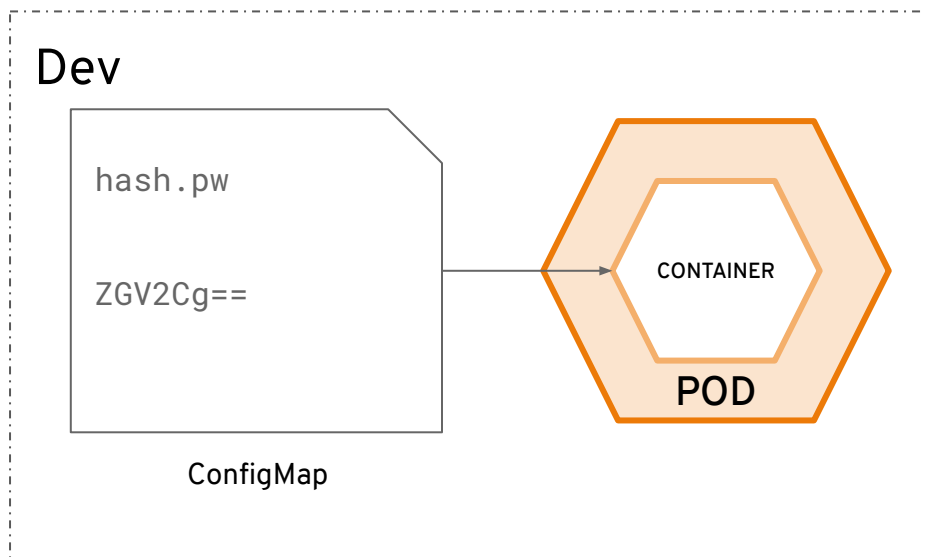 Dev
hash.pw
ZGV2Cg==
ConfigMap
CONTAINER
POD